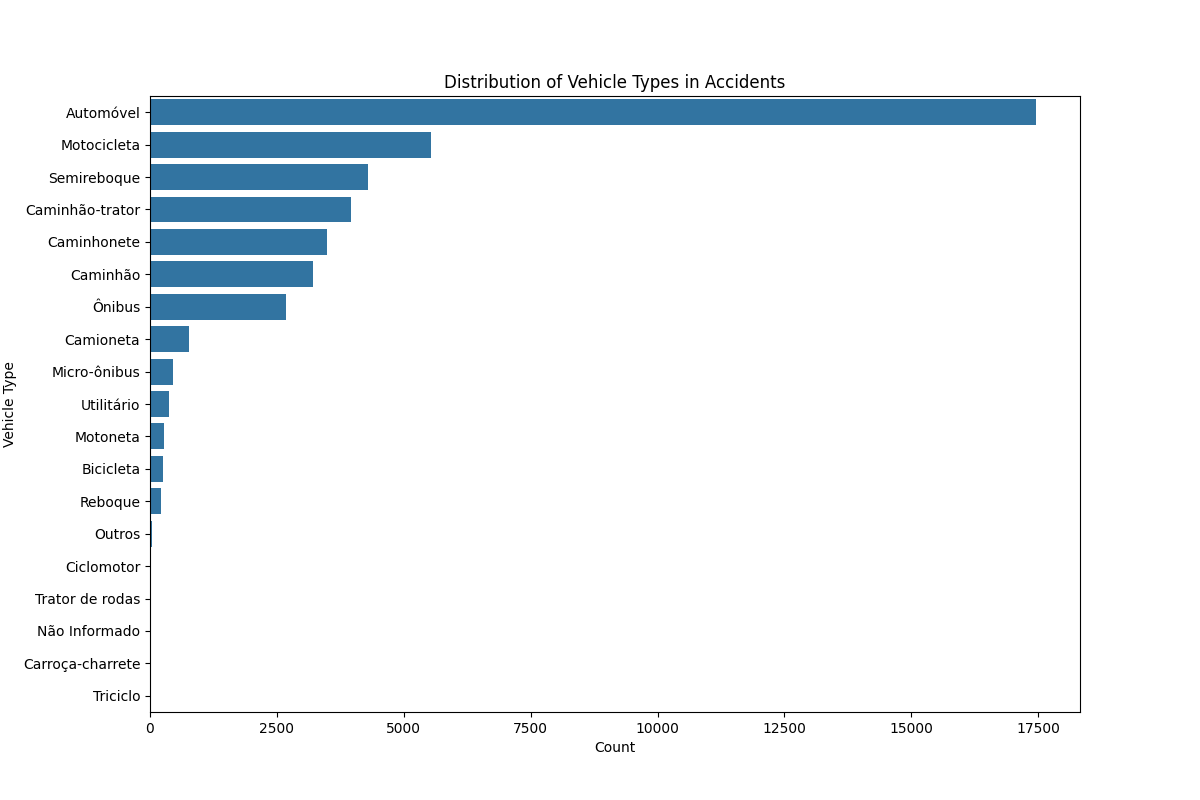 Distribution of Vehicle Types in Accidents
Vehicle Type
Automóvel
Motocicleta
Semireboque
Caminhão-trator
Caminhonete
Caminhão
Ônibus
Camioneta
Micro-ônibus
Utilitário
Motoneta
Bicicleta
Reboque
Outros
Ciclomotor
Trator de rodas
Não Informado
Carroça-charrete
Triciclo
0 2500 5000 7500 10000 12500 15000 17500
Count